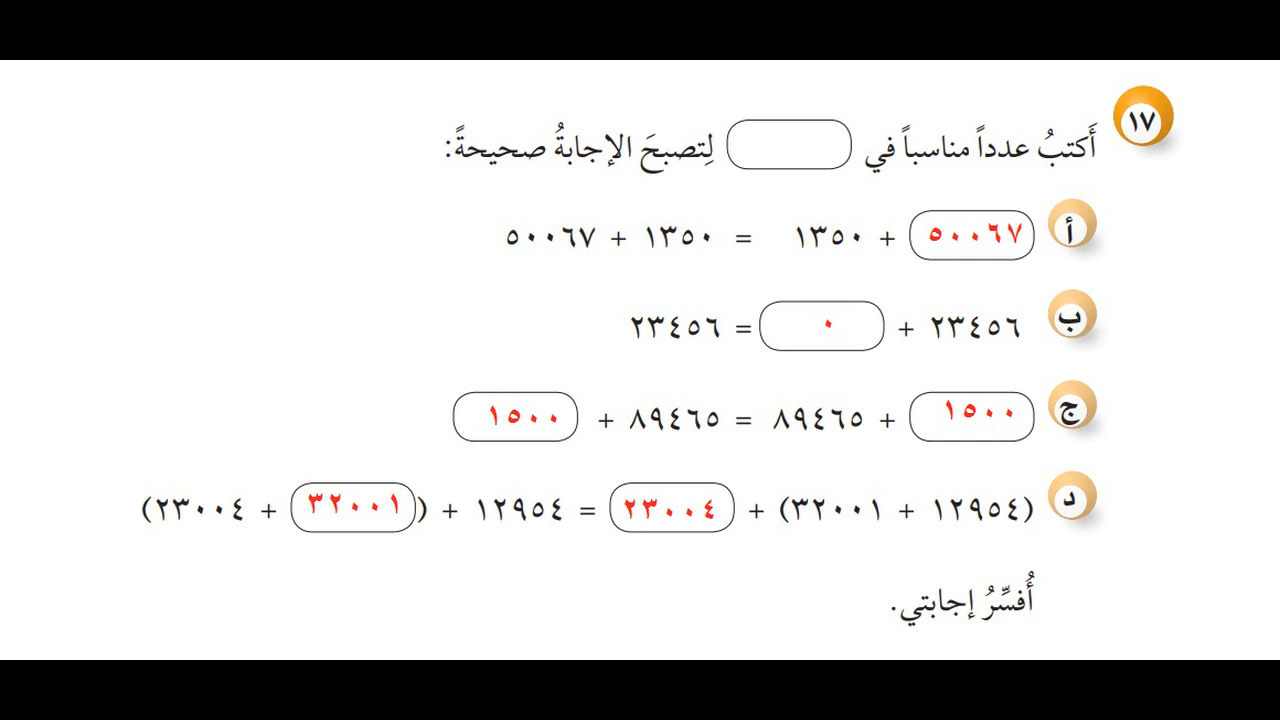 ١٧ أَكتبُ عدداً مناسباً في لِتصبحَ الإجابةُ صحيحةً:
أ ٥٠٠٦٧ + ١٣٥٠ = ١٣٥٠ + ٥٠٠٦٧
ب ٢٣٤٥٦ + ٠ = ٢٣٤٥٦
ج ١٥٠٠ + ٨٩٤٦٥ = ٨٩٤٦٥ + ١٥٠٠
د (١٢٩٥٤ + ٣٢٠٠١) + ٢٣٠٠٤ = ١٢٩٥٤ + (٣٢٠٠١ + ٢٣٠٠٤)
أُفسِّرُ إجابتي.